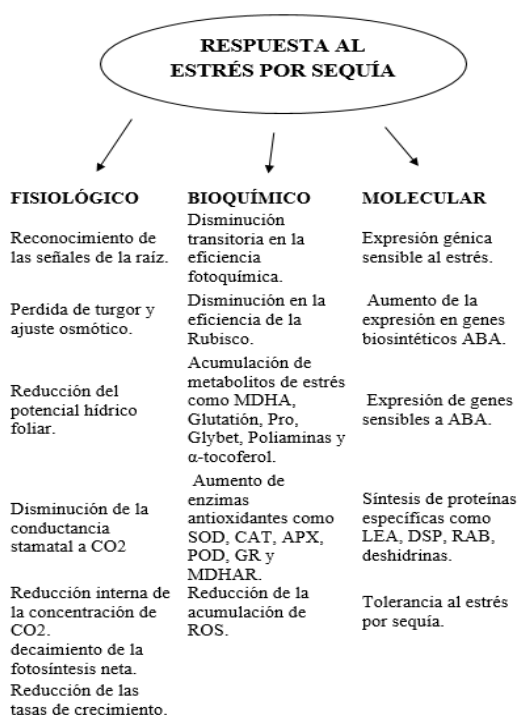 RESPUESTA AL
ESTRÉS POR SEQUÍA
FISIOLÓGICO
Reconocimiento de
las señales de la raíz.
Perdida de turgor y
ajuste osmótico.
Reducción del
potencial hídrico
foliar.
Disminución de la
conductancia
stamatal a CO2
Reducción interna de
la concentración de
CO2.
decaimiento de la
fotosíntesis neta.
Reducción de las
tasas de crecimiento.
BIOQUÍMICO
Disminución
transitoria en la
eficiencia
fotoquímica.
Disminución en la
eficiencia de la
Rubisco.
Acumulación de
metabolitos de estrés
como MDHA,
Glutatión, Pro,
Glybet, Poliaminas y
α-tocoferol.
Aumento de
enzimas
antioxidantes como
SOD, CAT, APX,
POD, GR y
MDHAR.
Reducción de la
acumulación de
ROS.
MOLECULAR
Expresión génica
sensible al estrés.
Aumento de la
expresión en genes
biosintéticos ABA.
Expresión de genes
sensibles a ABA.
Síntesis de proteínas
específicas como
LEA, DSP, RAB,
deshidrinas.
Tolerancia al estrés
por sequía.